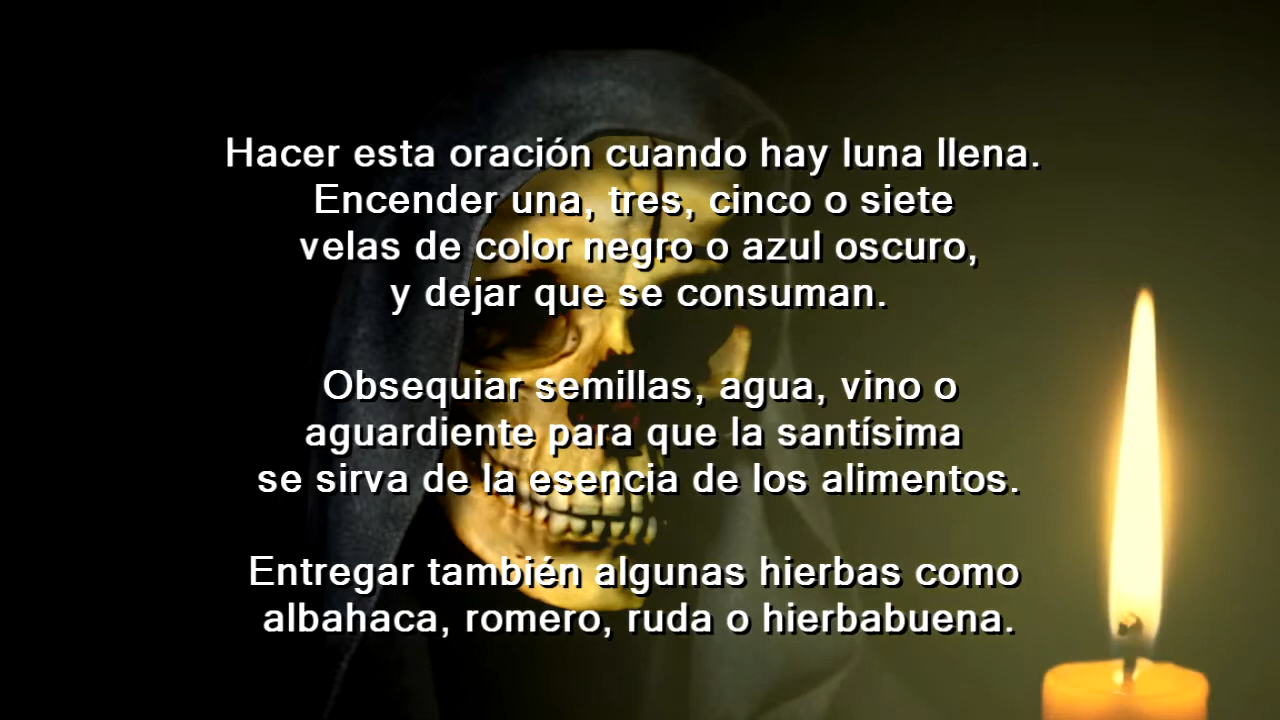 Hacer esta oración cuando hay luna llena.
Encender una, tres, cinco o siete
velas de color negro o azul oscuro,
y dejar que se consuman.
Obsequiar semillas, agua, vino o
aguardiente para que la santísima
se sirva de la esencia de los alimentos.
Entregar también algunas hierbas como
albahaca, romero, ruda o hierbabuena.